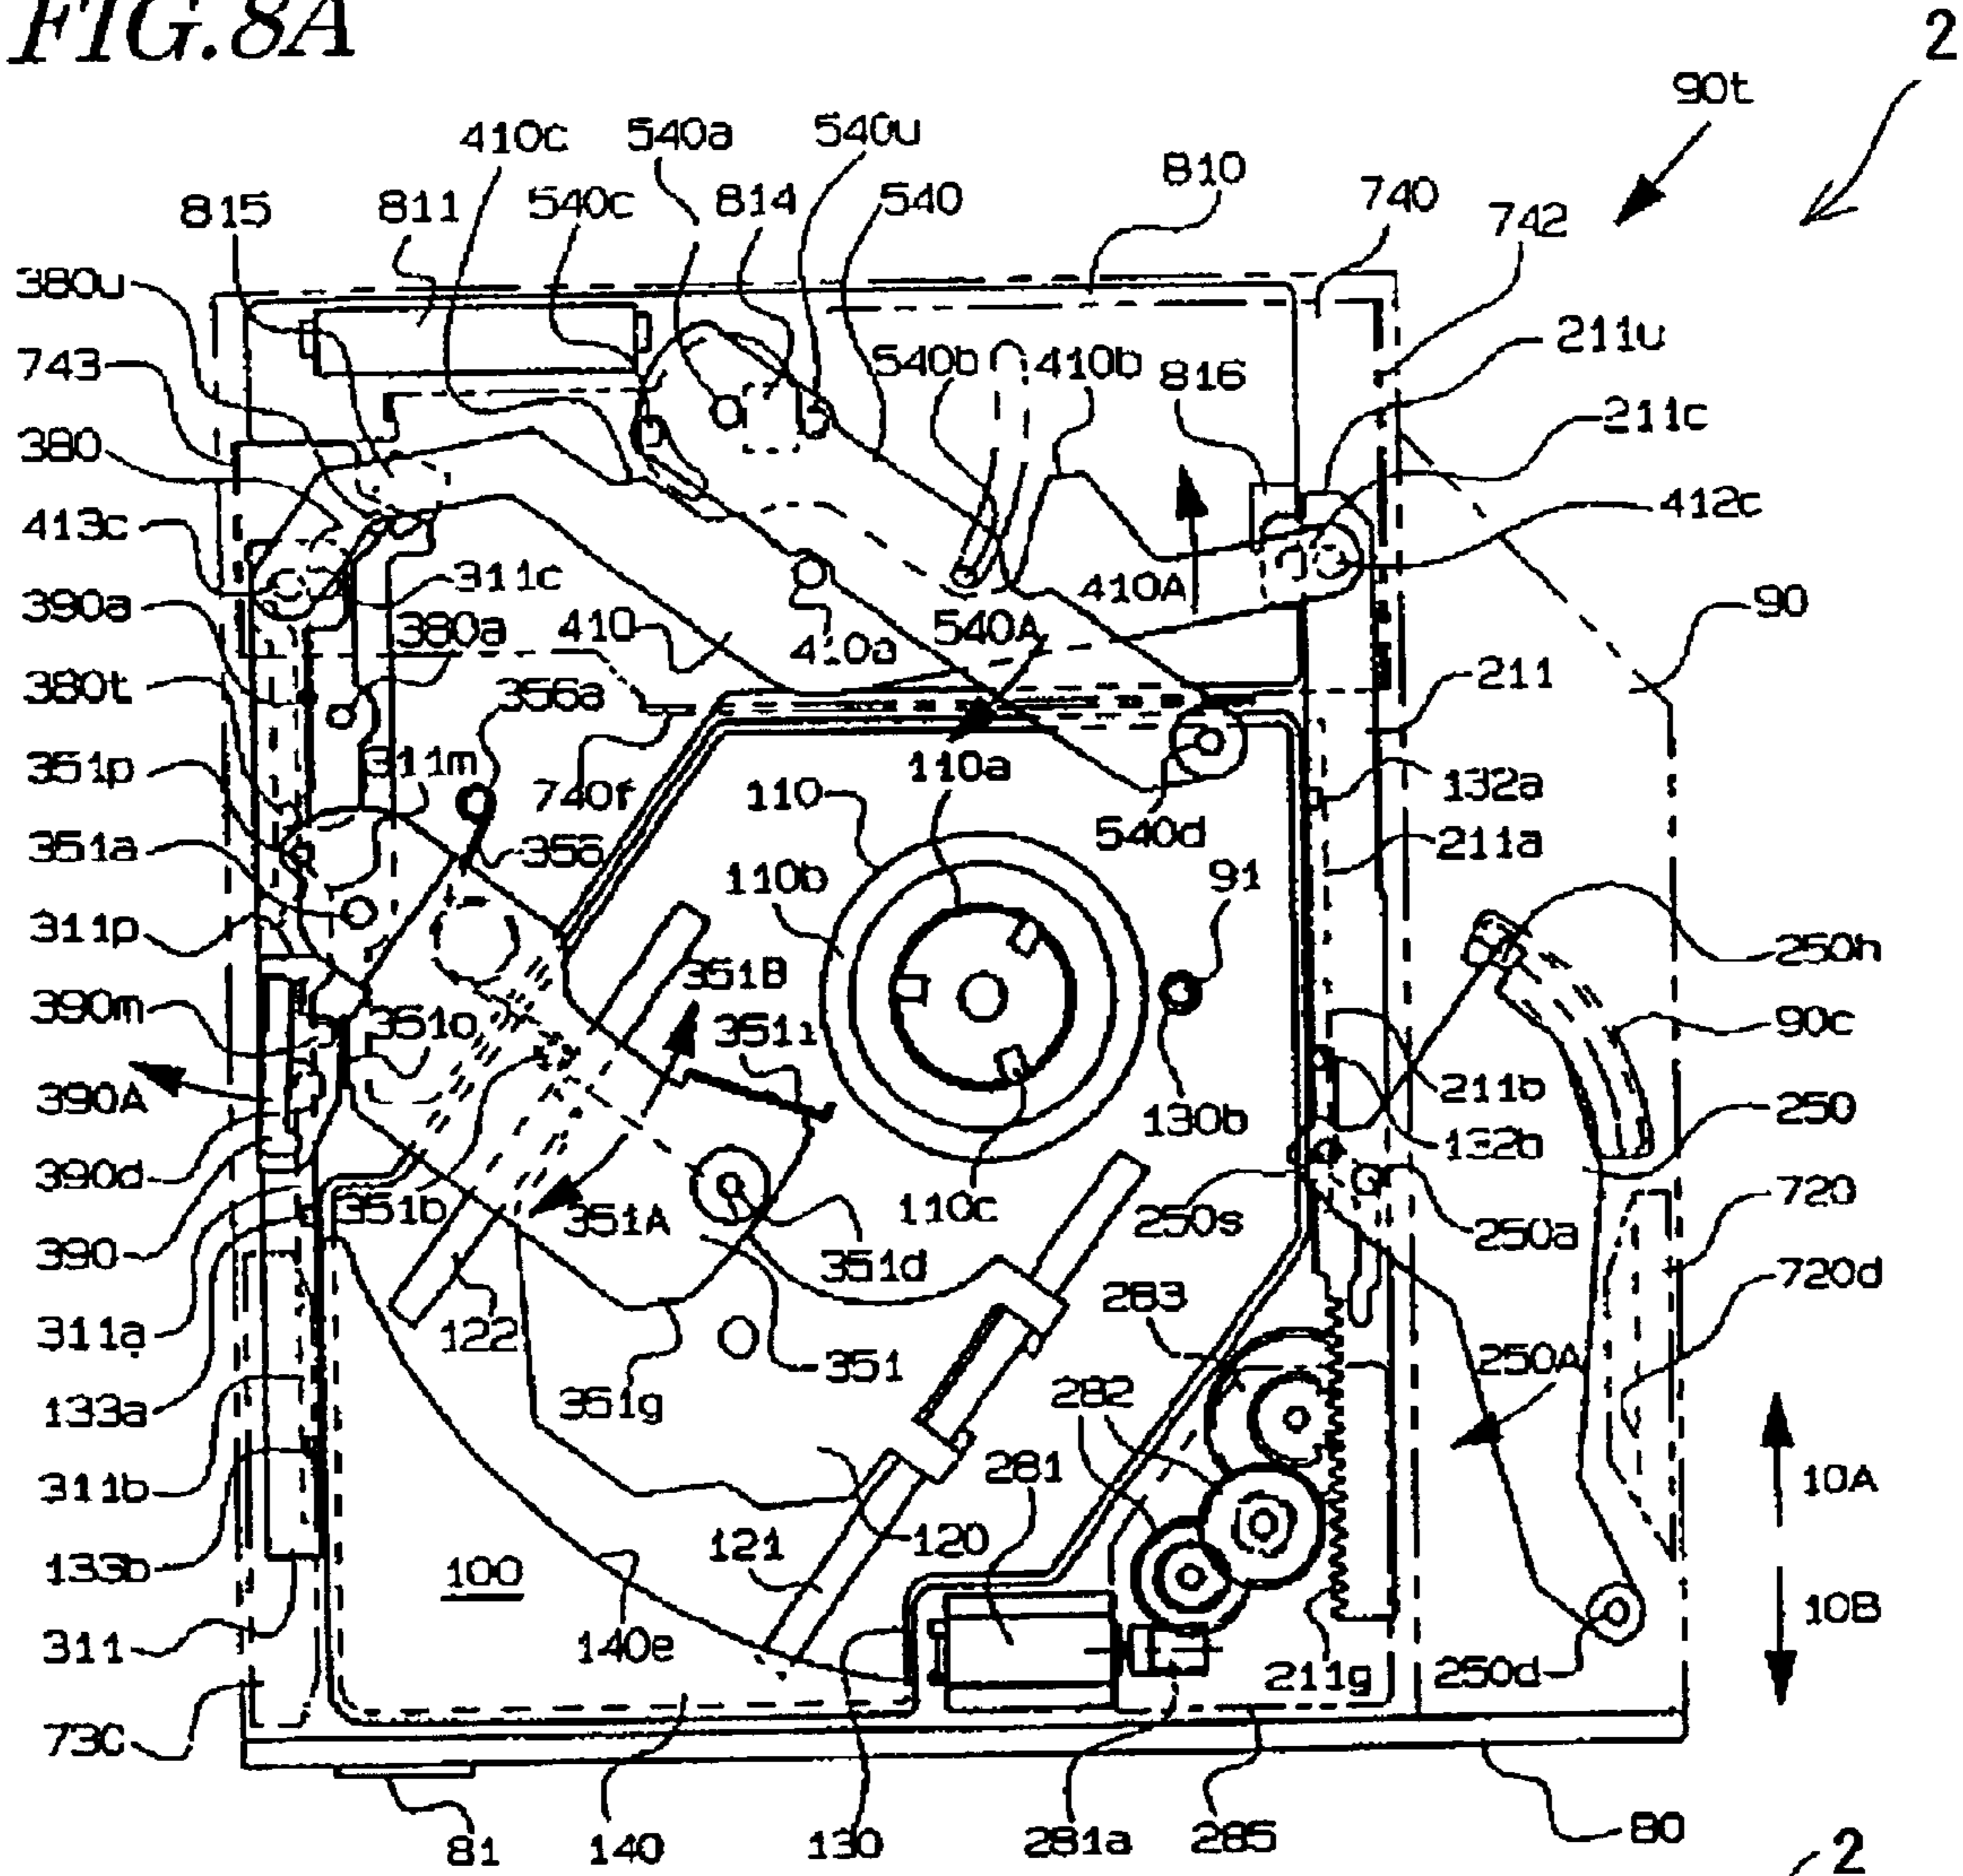 FIG.8A
2
90t
410c
540a
540u
810
815
811
540c
814
540
740
742
380u
211u
743
540b
410b
816
211c
380
412c
413c
311c
410A
390a
380a
410
410a
540A
90
380t
356a
211
351p
311m
740f
110
110a
132a
351a
356
540d
211a
110b
91
311p
351B
250h
390m
351o
351i
90c
390A
130b
211b
250
390d
132b
351b
351A
110c
250s
720
390
351d
250a
283
720d
311a
122
351
282
250A
133a
351g
311b
281
10A
133b
121
120
100
10B
311
140e
211g
250d
730
81
140
130
281a
285
80
2